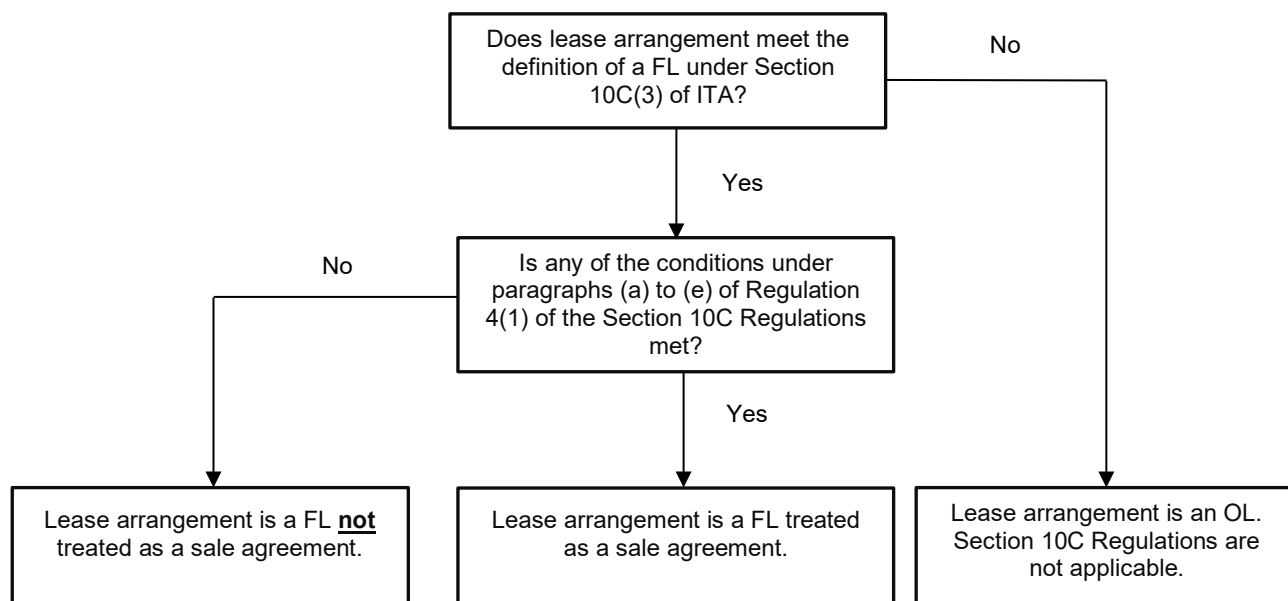 Does lease arrangement meet the
definition of a FL under Section
10C(3) of ITA?
No
Yes
Is any of the conditions under
paragraphs (a) to (e) of Regulation
4(1) of the Section 10C Regulations
met?
No
Yes
Lease arrangement is a FL not
treated as a sale agreement.
Lease arrangement is a FL treated
as a sale agreement.
Lease arrangement is an OL.
Section 10C Regulations are
not applicable.